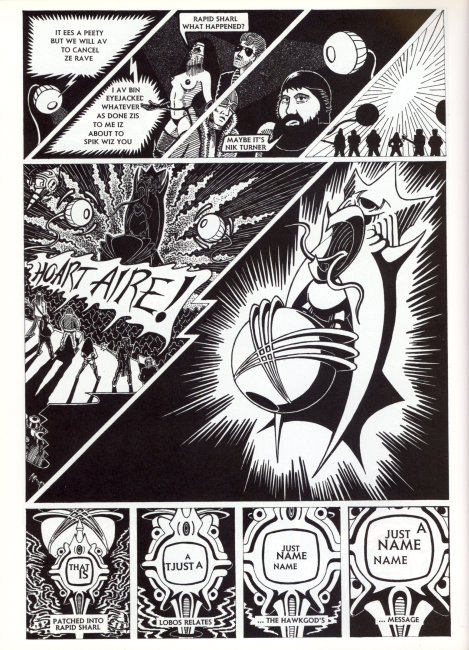 IT EES A PEETY
BUT WE WILL AV
TO CANCEL
ZE RAVE
I AV BIN
EYEJACKED
WHATEVER
AS DONE ZIS
TO ME IZ
ABOUT TO
SPIK WIZ YOU
RAPID SHARL
WHAT HAPPENED?
MAYBE IT'S
NIK TURNER
HOART AIRE!
THAT
IS
PATCHED INTO
RAPID SHARL
A
TJUST A
LOBOS RELATES
JUST
NAME
NAME
... THE HAWKGOD'S
JUST A
NAME
NAME
... MESSAGE